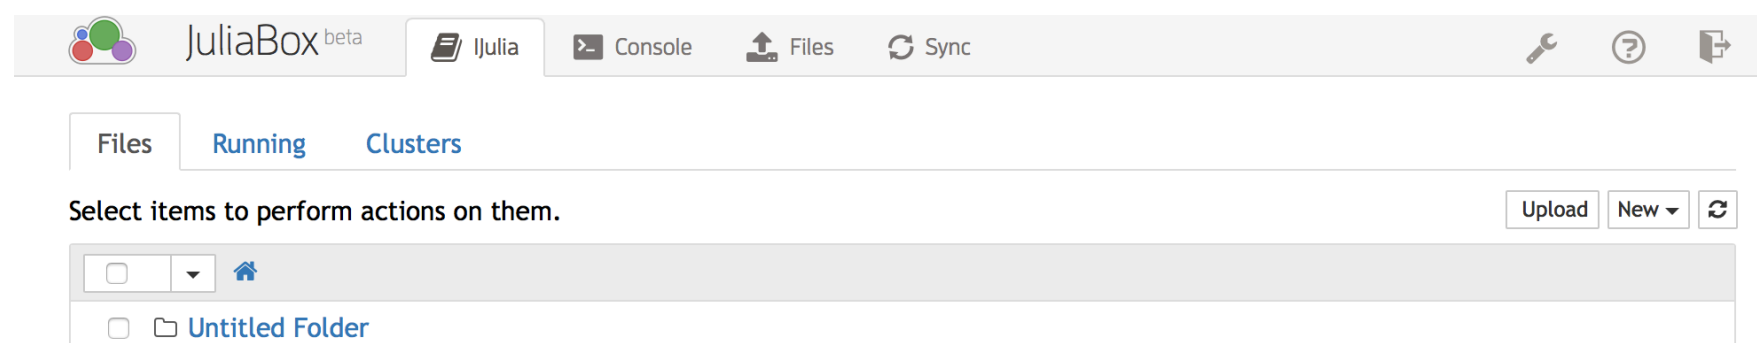 JuliaBox beta IJulia Console Files Sync
Files Running Clusters
Select items to perform actions on them. Upload New
Untitled Folder